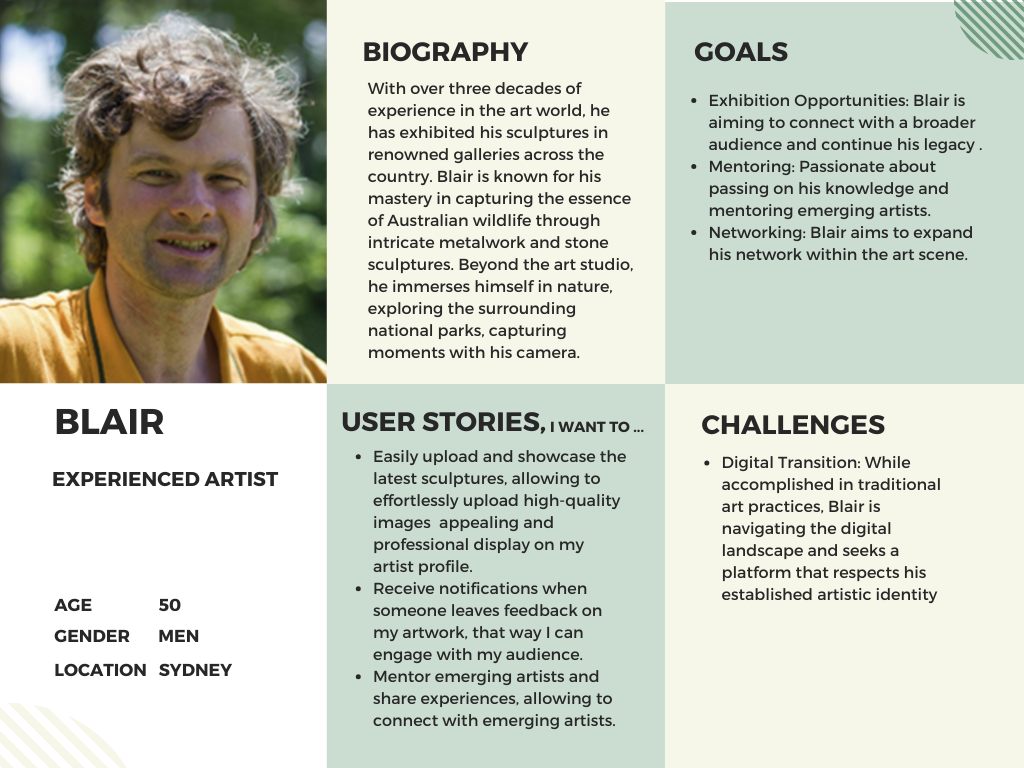 BIOGRAPHY
With over three decades of
experience in the art world, he
has exhibited his sculptures in
renowned galleries across the
country. Blair is known for his
mastery in capturing the essence
of Australian wildlife through
intricate metalwork and stone
sculptures. Beyond the art studio,
he immerses himself in nature,
exploring the surrounding
national parks, capturing
moments with his camera.
GOALS
• Exhibition Opportunities: Blair is
aiming to connect with a broader
audience and continue his legacy .
• Mentoring: Passionate about
passing on his knowledge and
mentoring emerging artists.
• Networking: Blair aims to expand
his network within the art scene.
BLAIR
EXPERIENCED ARTIST
AGE 50
GENDER MEN
LOCATION SYDNEY
USER STORIES, I WANT TO ...
• Easily upload and showcase the
latest sculptures, allowing to
effortlessly upload high-quality
images  appealing and
professional display on my
artist profile.
• Receive notifications when
someone leaves feedback on
my artwork, that way I can
engage with my audience.
• Mentor emerging artists and
share experiences, allowing to
connect with emerging artists.
CHALLENGES
• Digital Transition: While
accomplished in traditional
art practices, Blair is
navigating the digital
landscape and seeks a
platform that respects his
established artistic identity